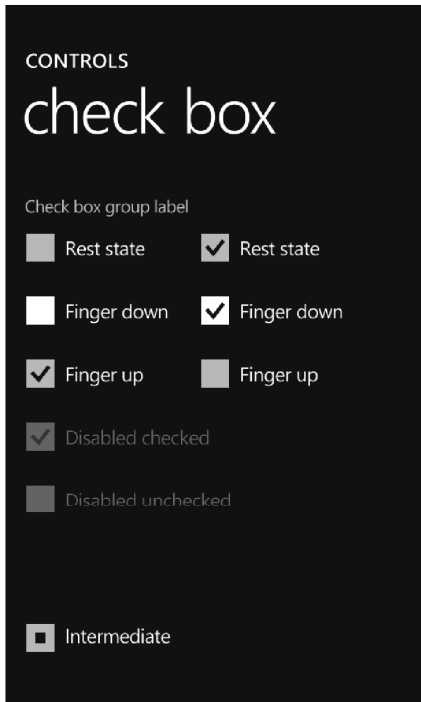 CONTROLS
check box
Check box group label
Rest state Rest state
Finger down Finger down
Finger up Finger up
Disabled checked
Disabled unchecked
Intermediate